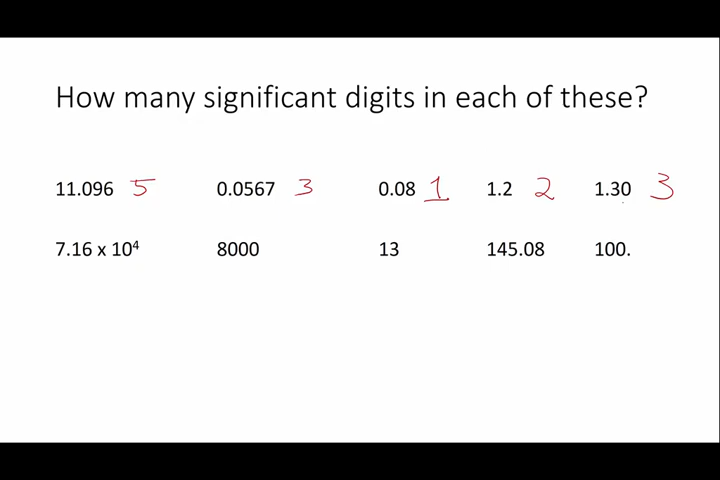 How many significant digits in each of these?
11.096 5 0.0567 3 0.08 1 1.2 2 1.30 3
7.16 x 10⁴ 8000 13 145.08 100.